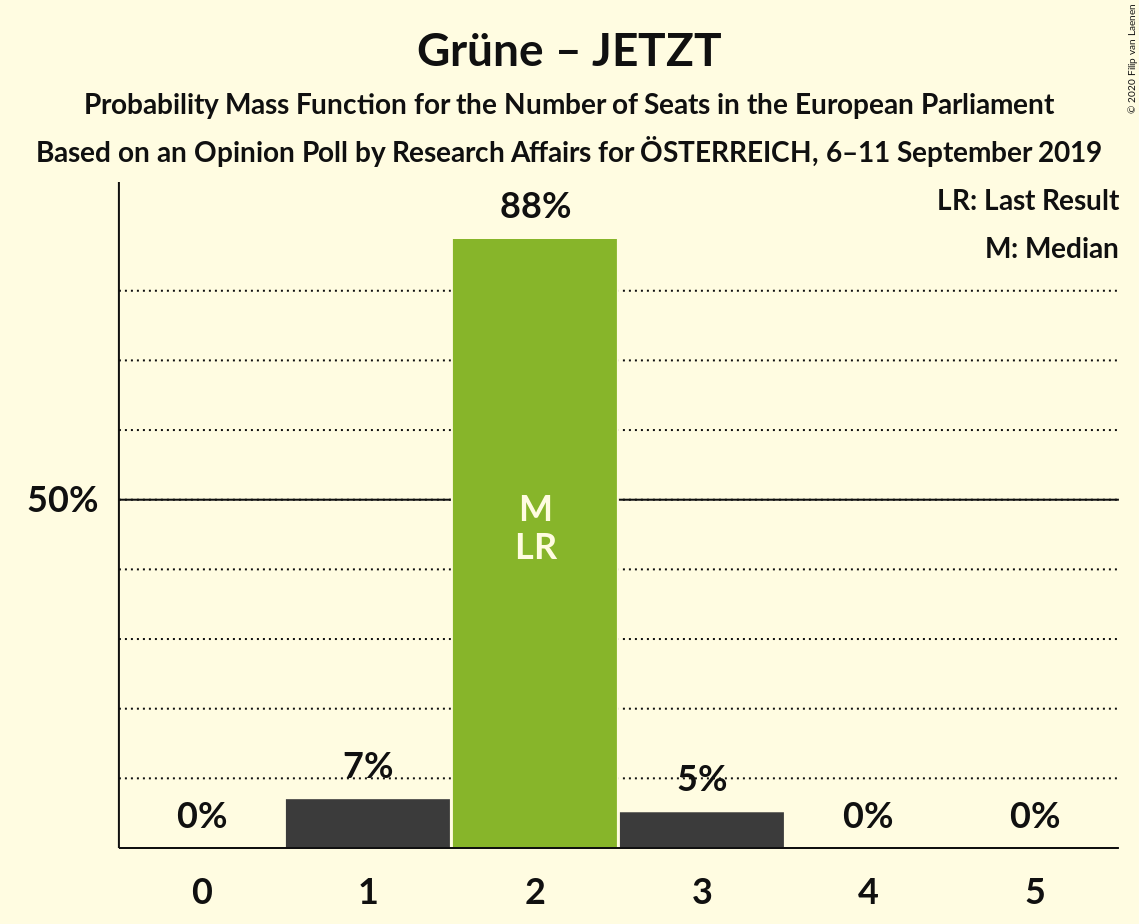 Grüne – JETZT
Probability Mass Function for the Number of Seats in the European Parliament
Based on an Opinion Poll by Research Affairs for ÖSTERREICH, 6–11 September 2019
© 2020 Filip van Laenen
LR: Last Result
M: Median
88%
50%
M
LR
7%
5%
0%
0%
0%
0 1 2 3 4 5